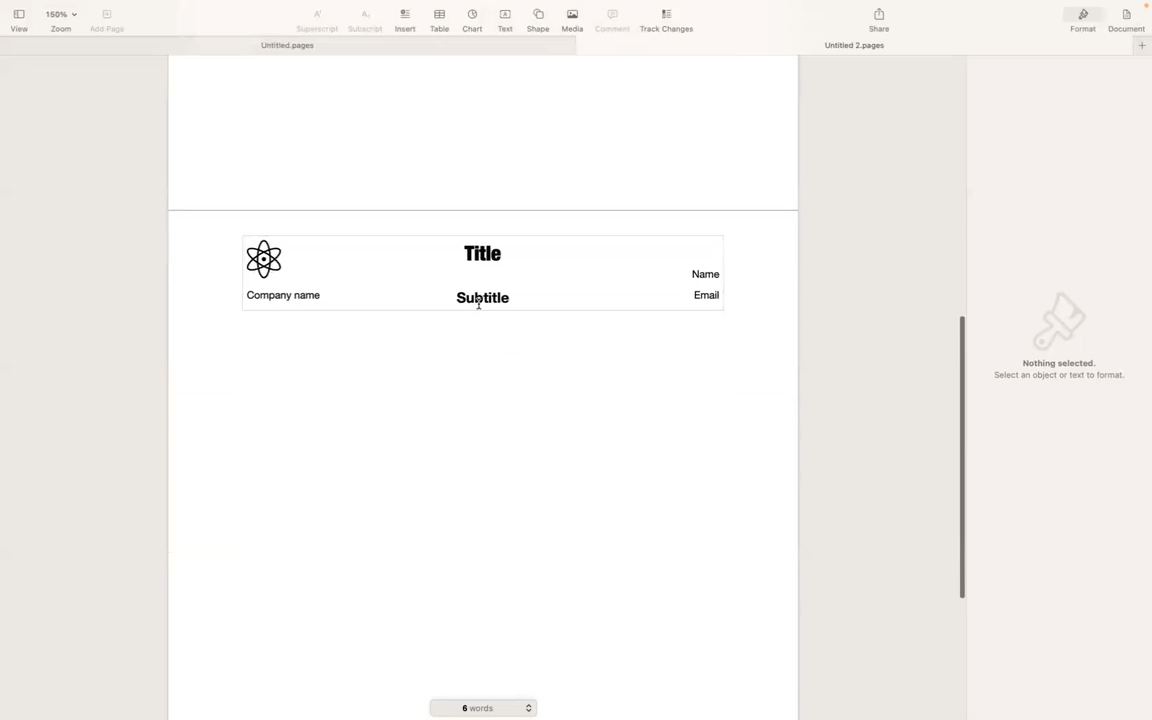 150%
View
Zoom
Add Page
Superscript
Subscript
Insert
Table
Chart
Text
Shape
Media
Comment
Track Changes
Share
Format
Document
Untitled.pages
Untitled 2.pages
Title
Name
Company name
Subtitle
Email
Nothing selected.
Select an object or text to format.
6 words